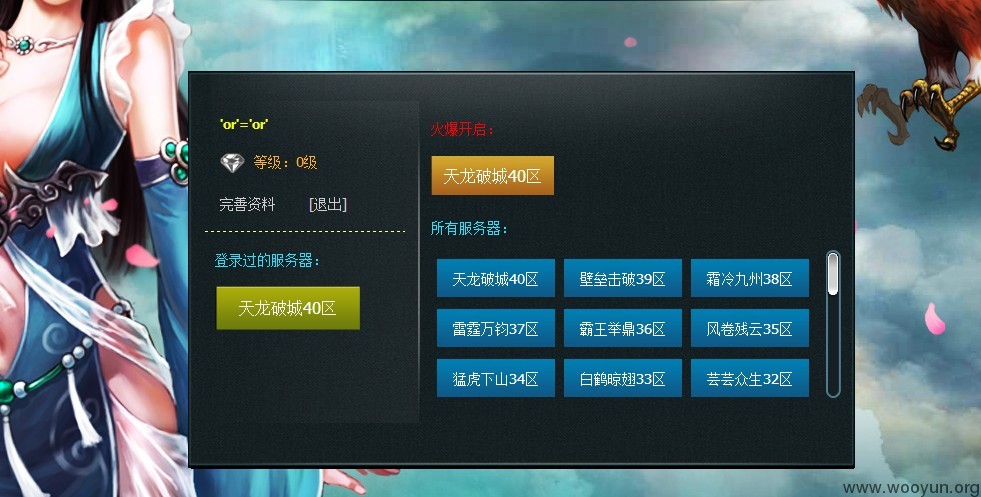 'or'='or'
等级：0级
完善资料 [退出]
登录过的服务器：
天龙破城40区
火爆开启：
天龙破城40区
所有服务器：
天龙破城40区 壁垒击破39区 霜冷九州38区
雷霆万钧37区 霸王举鼎36区 风卷残云35区
猛虎下山34区 白鹤晾翅33区 芸芸众生32区
www.wooyun.org